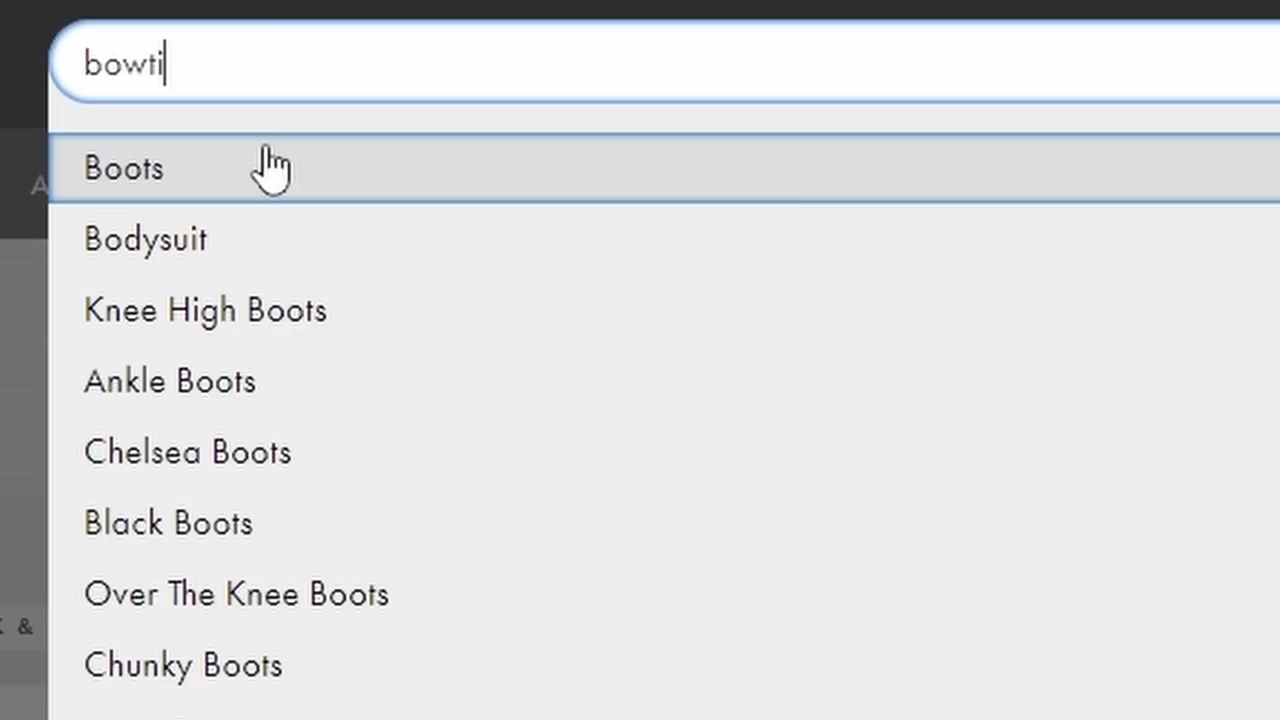 bowti
A
Boots
Bodysuit
Knee High Boots
Ankle Boots
Chelsea Boots
Black Boots
Over The Knee Boots
&
Chunky Boots